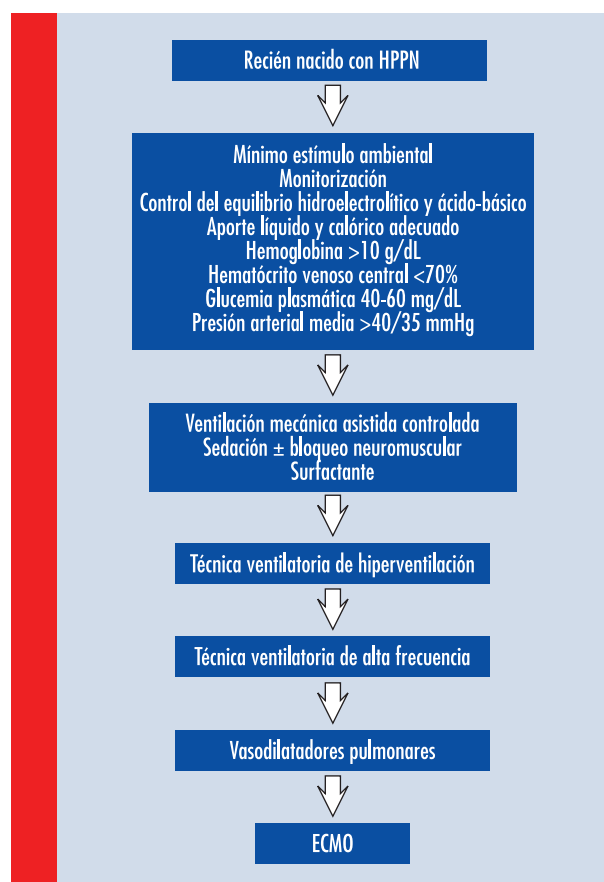 Recién nacido con HPPN
Mínimo estímulo ambiental
Monitorización
Control del equilibrio hidroelectrolítico y ácido-básico
Aporte líquido y calórico adecuado
Hemoglobina >10 g/dL
Hematócrito venoso central <70%
Glucemia plasmática 40-60 mg/dL
Presión arterial media >40/35 mmHg
Ventilación mecánica asistida controlada
Sedación ± bloqueo neuromuscular
Surfactante
Técnica ventilatoria de hiperventilación
Técnica ventilatoria de alta frecuencia
Vasodilatadores pulmonares
ECMO